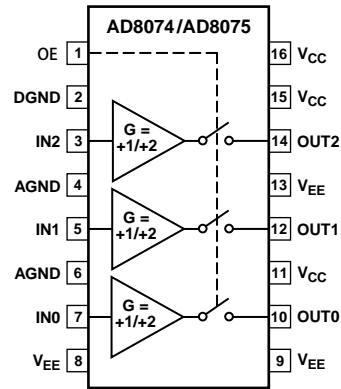 AD8074/AD8075
OE 1 16 VCC
DGND 2 15 VCC
G =
+1/+2
IN2 3 14 OUT2
AGND 4 13 VEE
G =
+1/+2
IN1 5 12 OUT1
AGND 6 11 VCC
G =
+1/+2
IN0 7 10 OUT0
VEE 8 9 VEE